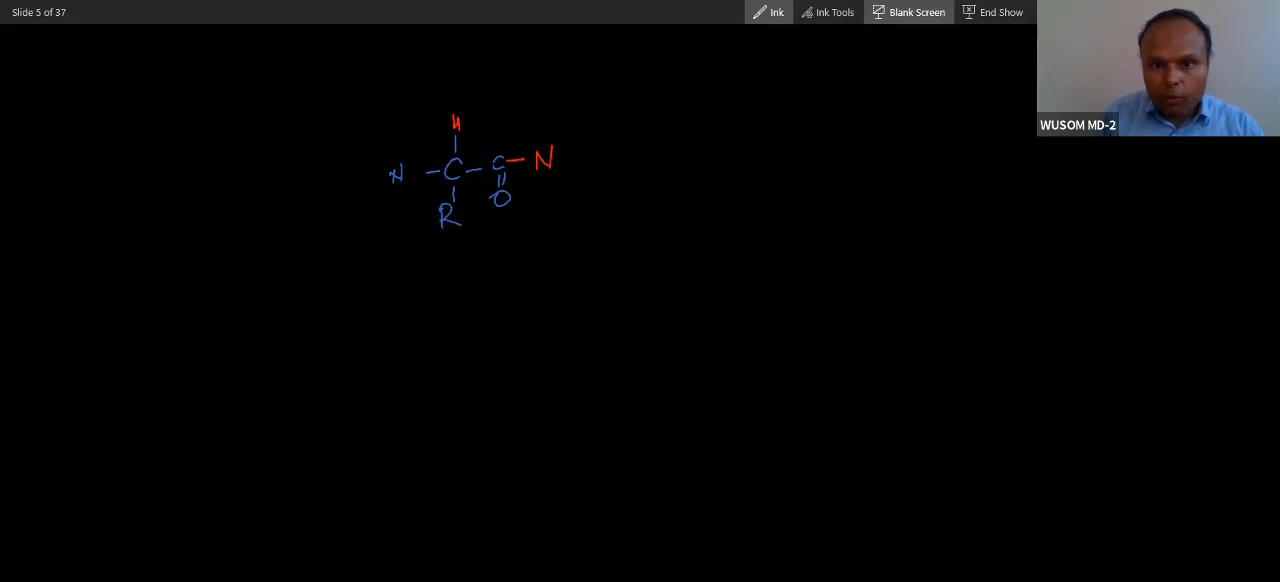 Slide 5 of 37
Ink
Ink Tools
Blank Screen
End Show
WUSOM MD-2
H
N - C - C - N
R O